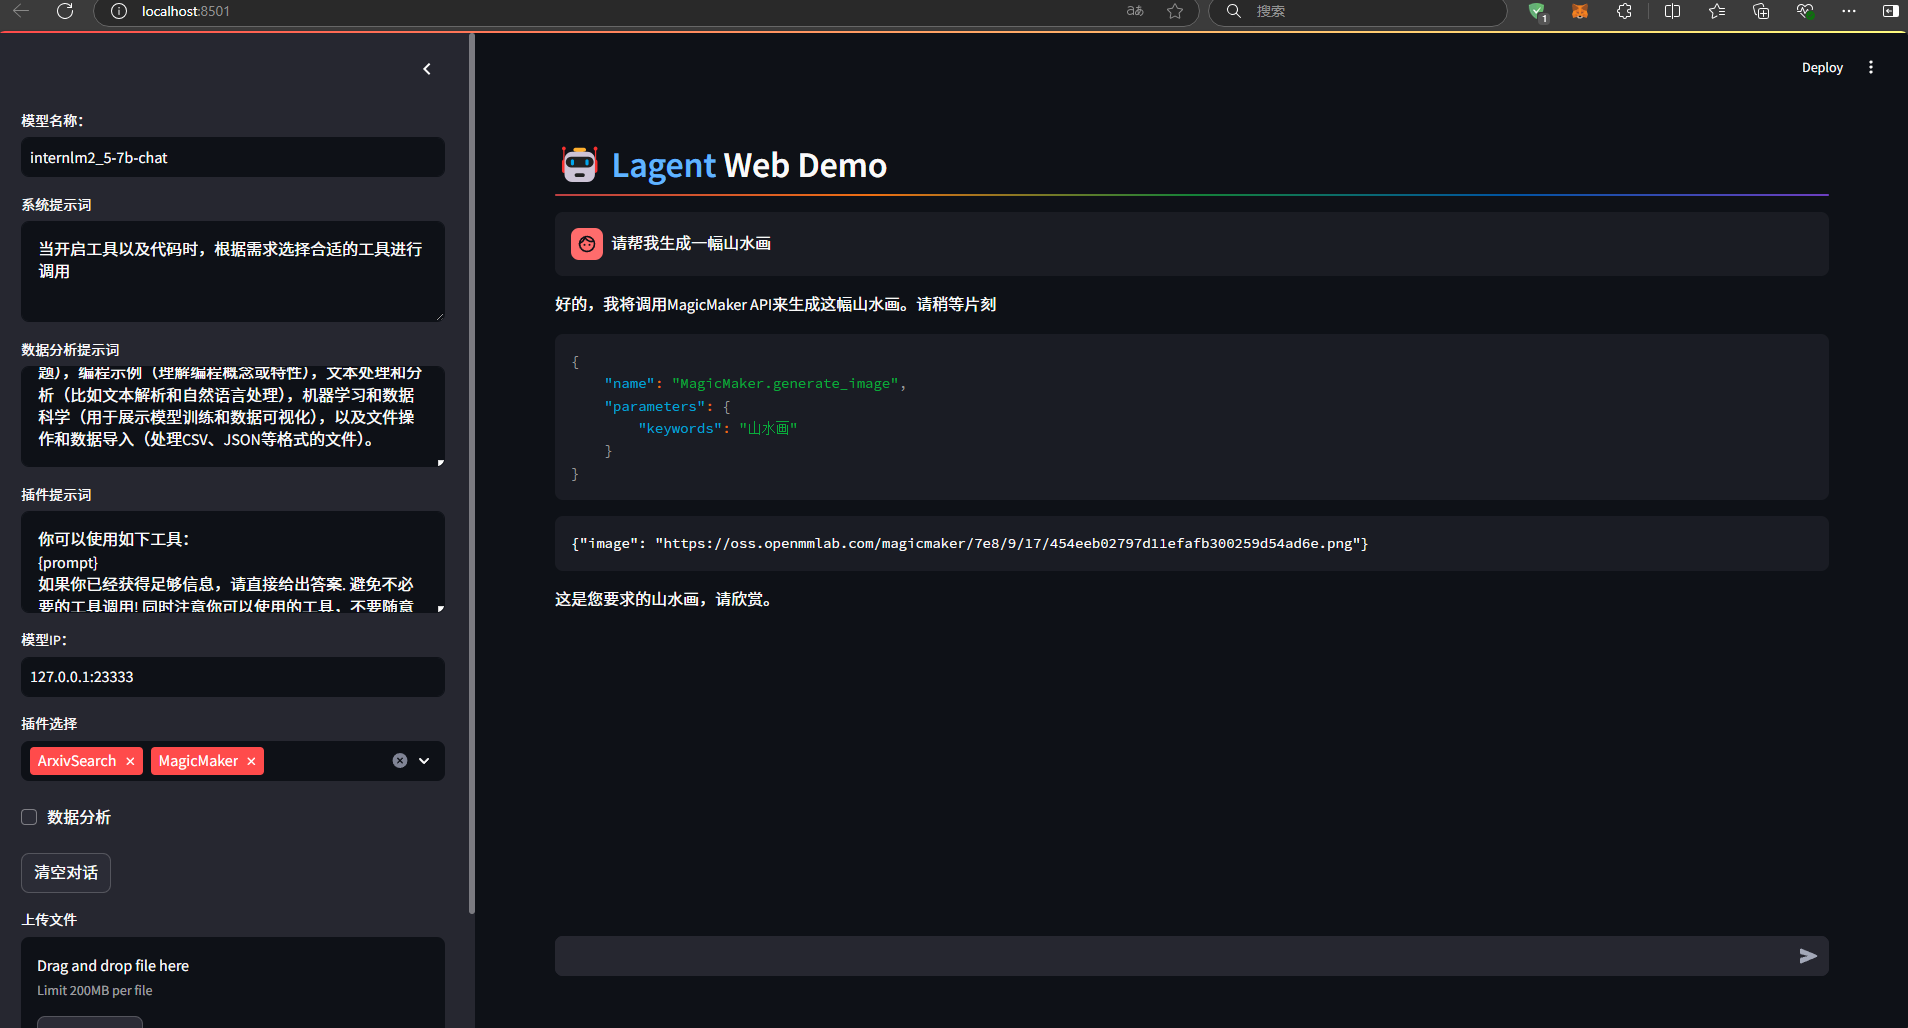 localhost:8501
aあ
搜索
1
Deploy
模型名称：
internlm2_5-7b-chat
系统提示词
当开启工具以及代码时，根据需求选择合适的工具进行
调用
数据分析提示词
题），编程示例（理解编程概念或特性），文本处理和分
析（比如文本解析和自然语言处理），机器学习和数据
科学（用于展示模型训练和数据可视化），以及文件操
作和数据导入（处理CSV、JSON等格式的文件）。
插件提示词
你可以使用如下工具：
{prompt}
如果你已经获得足够信息，请直接给出答案. 避免不必
要的工具调用! 同时注意你可以使用的工具，不要随意
模型IP：
127.0.0.1:23333
插件选择
ArxivSearch ×
MagicMaker ×
数据分析
清空对话
上传文件
Drag and drop file here
Limit 200MB per file
Lagent Web Demo
请帮我生成一幅山水画
好的，我将调用MagicMaker API来生成这幅山水画。请稍等片刻
{
"name": "MagicMaker.generate_image",
"parameters": {
"keywords": "山水画"
}
}
{"image": "https://oss.openmmlab.com/magicmaker/7e8/9/17/454eeb02797d11efafb300259d54ad6e.png"}
这是您要求的山水画，请欣赏。